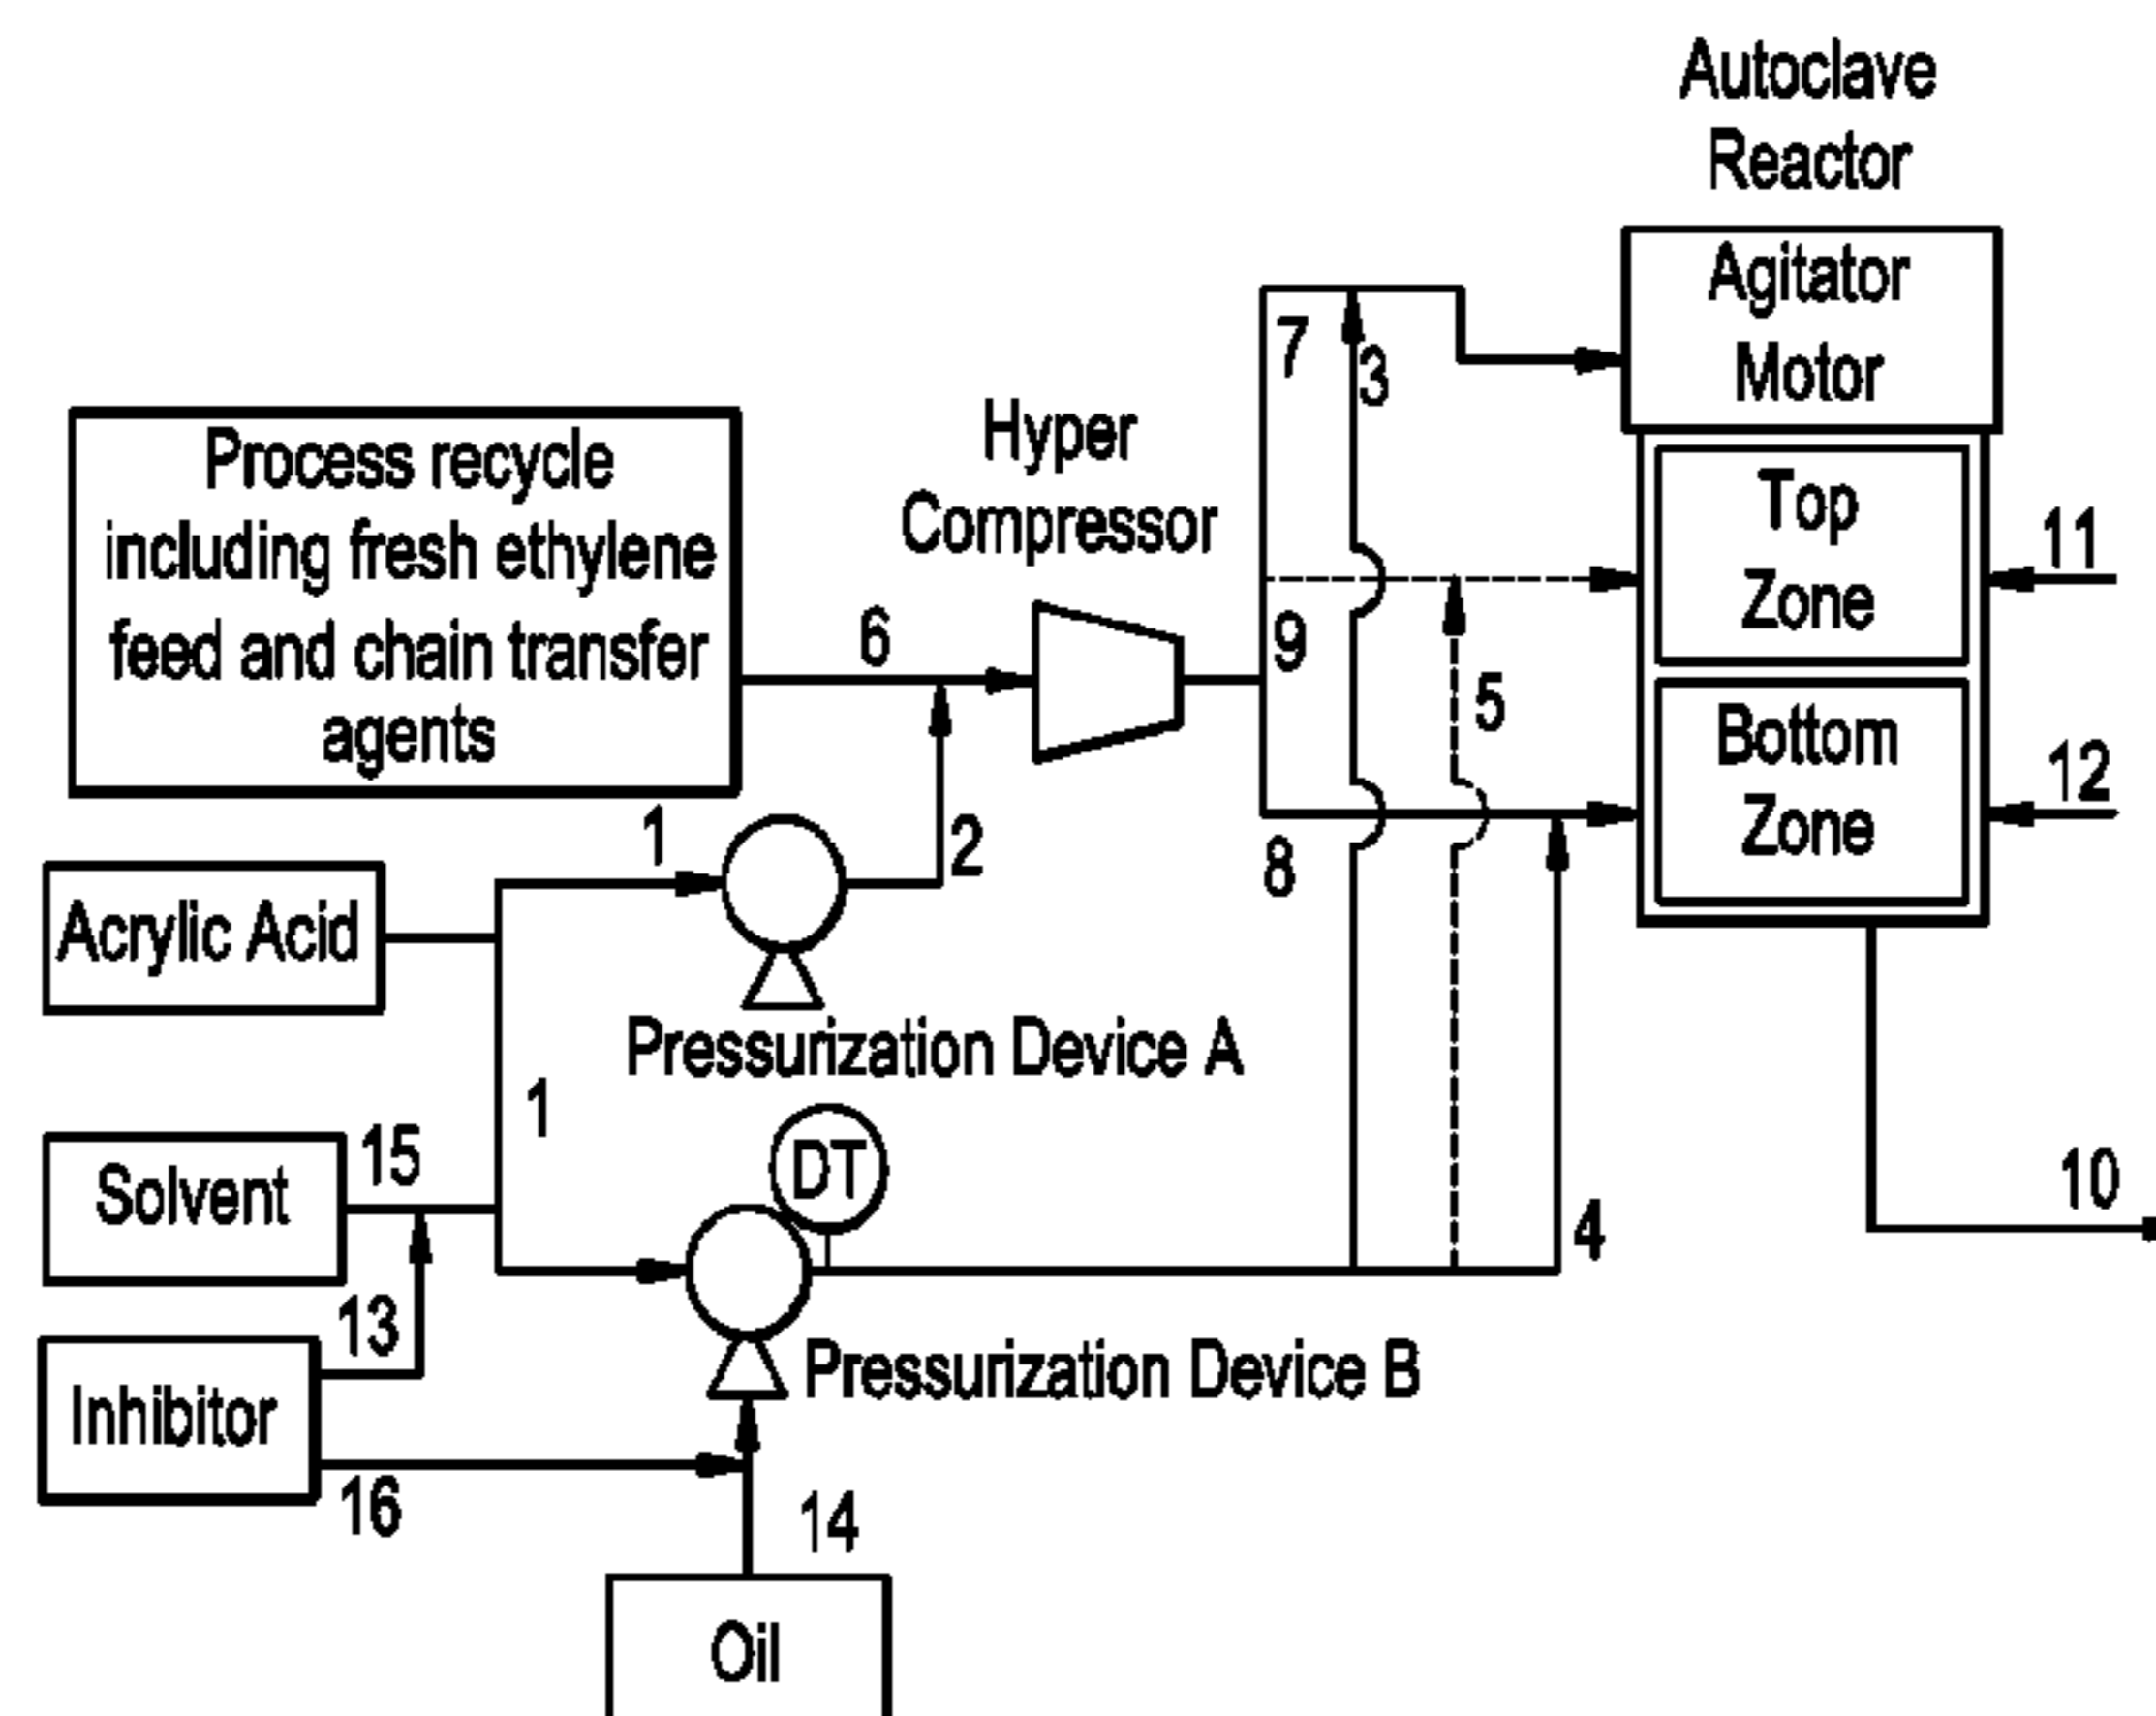 Autoclave
Reactor
Agitator
Motor
7
3
Hyper
Compressor
Process recycle
including fresh ethylene
feed and chain transfer
agents
Top
Zone
11
6
9
5
Bottom
Zone
12
1
2
8
Acrylic Acid
Pressurization Device A
1
15
Solvent
DT
10
4
13
Inhibitor
Pressurization Device B
16
14
Oil